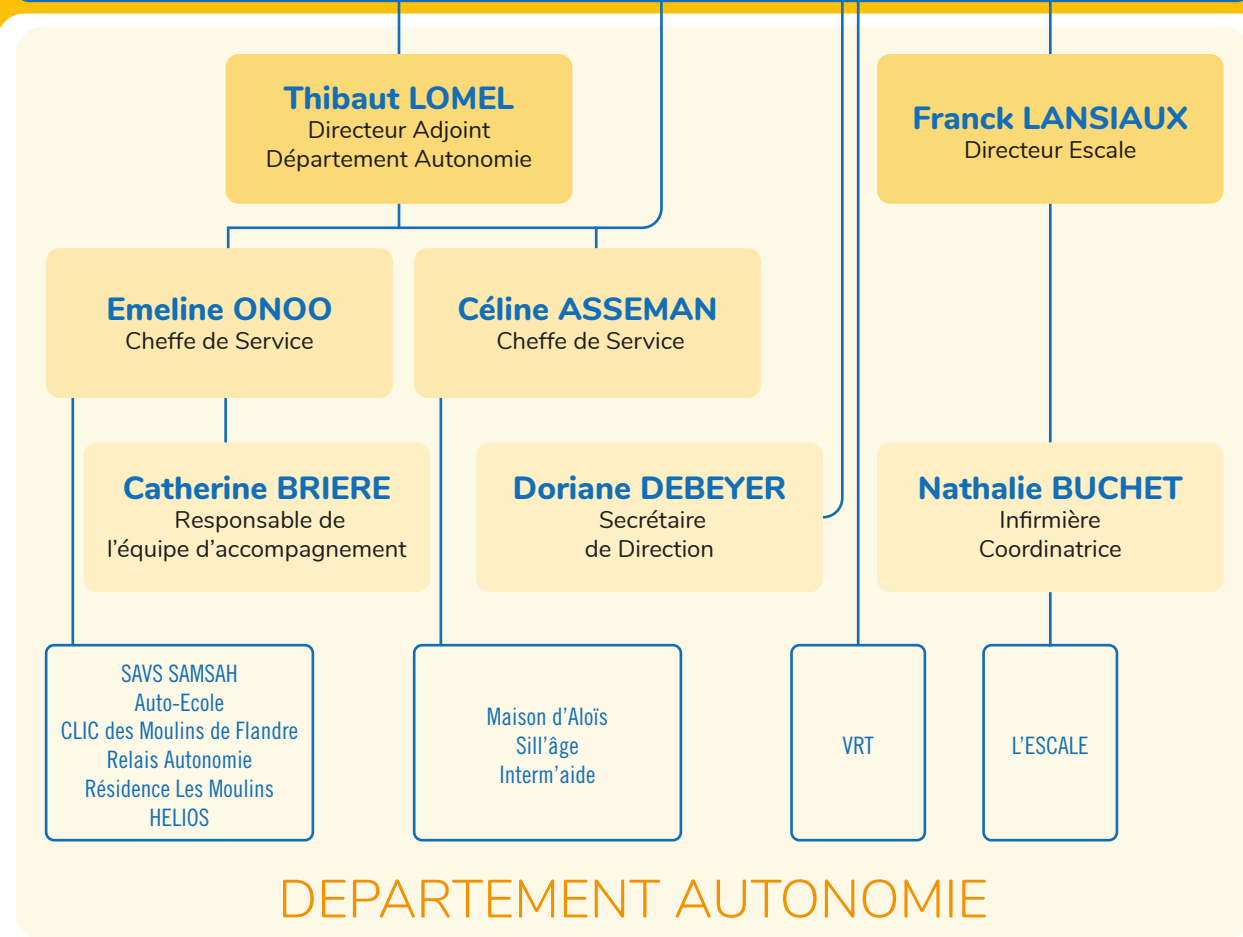 Thibaut LOMEL
Directeur Adjoint
Département Autonomie
Franck LANSIAUX
Directeur Escale
Emeline ONOO
Cheffe de Service
Céline ASSEMAN
Cheffe de Service
Catherine BRIERE
Responsable de
l'équipe d'accompagnement
Doriane DEBEYER
Secrétaire
de Direction
Nathalie BUCHET
Infirmière
Coordinatrice
SAVS SAMSAH
Auto-Ecole
CLIC des Moulins de Flandre
Relais Autonomie
Résidence Les Moulins
HELIOS
Maison d'Aloïs
Sill'âge
Interm'aide
VRT
L'ESCALE
DEPARTEMENT AUTONOMIE